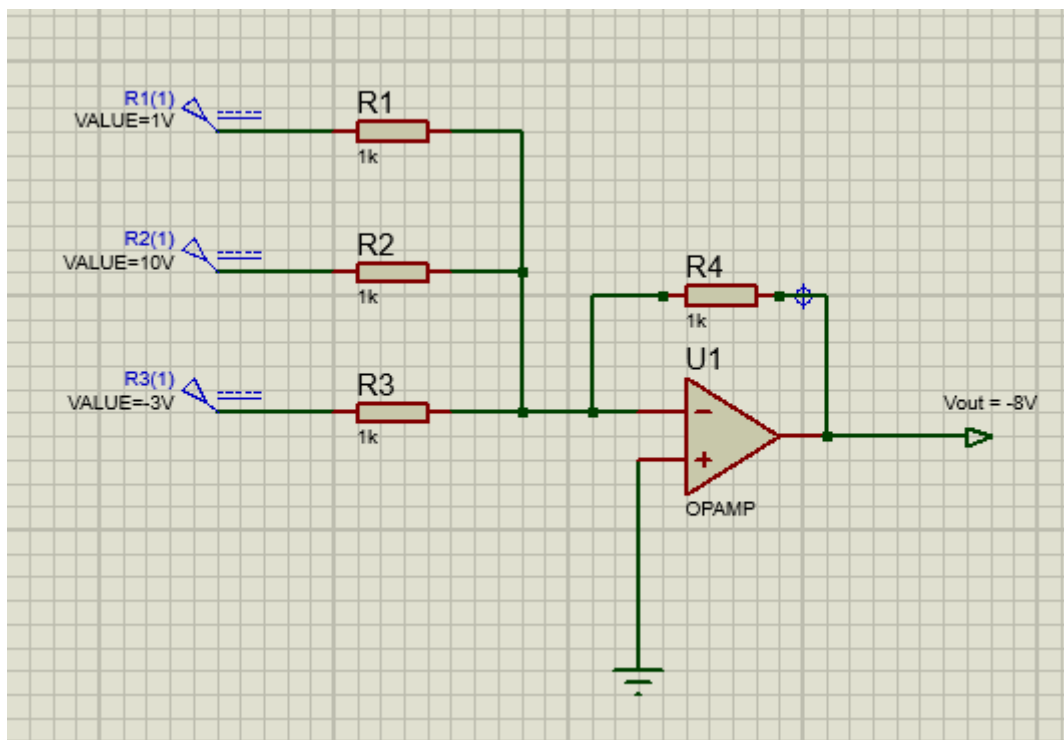 R1(1)
VALUE=1V
R1
1k
R2(1)
VALUE=10V
R2
1k
R4
1k
R3(1)
VALUE=-3V
R3
1k
U1
−
+
OPAMP
Vout = -8V